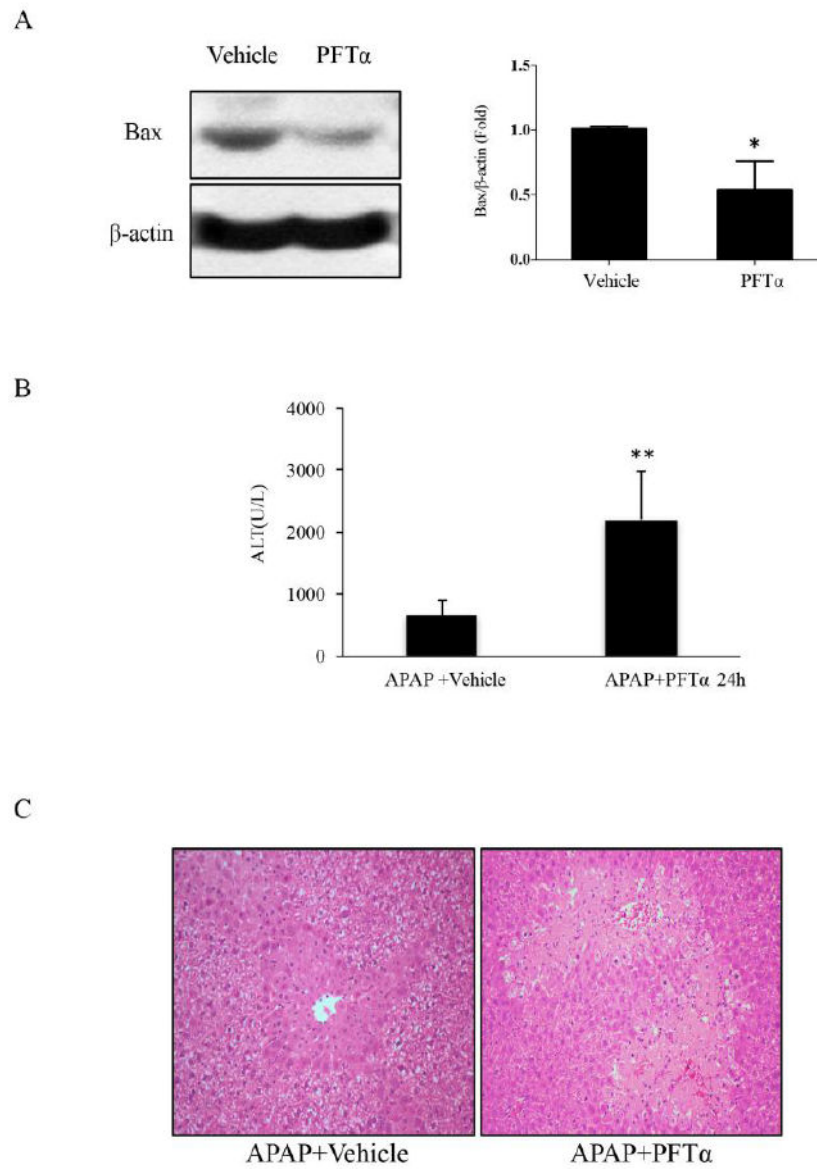 A
Vehicle PFTα
Bax
β-actin
Bax/β-actin (Fold)
1.5
1.0
0.5
0.0
*
Vehicle PFTα
B
ALT(U/L)
4000
3000
2000
1000
0
**
APAP +Vehicle APAP+PFTα 24h
C
APAP+Vehicle APAP+PFTα